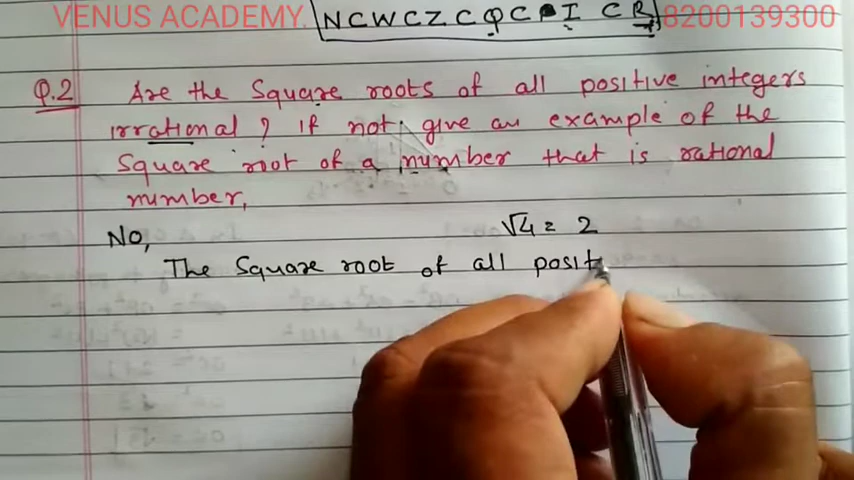 VENUS ACADEMY. N C W C Z C Q C P I C R 8200139300
Q.2 Are the Square roots of all positive integers
irrational ? if not give an example of the
Square root of a number that is rational
number,
No, √4 = 2
The Square root of all posit